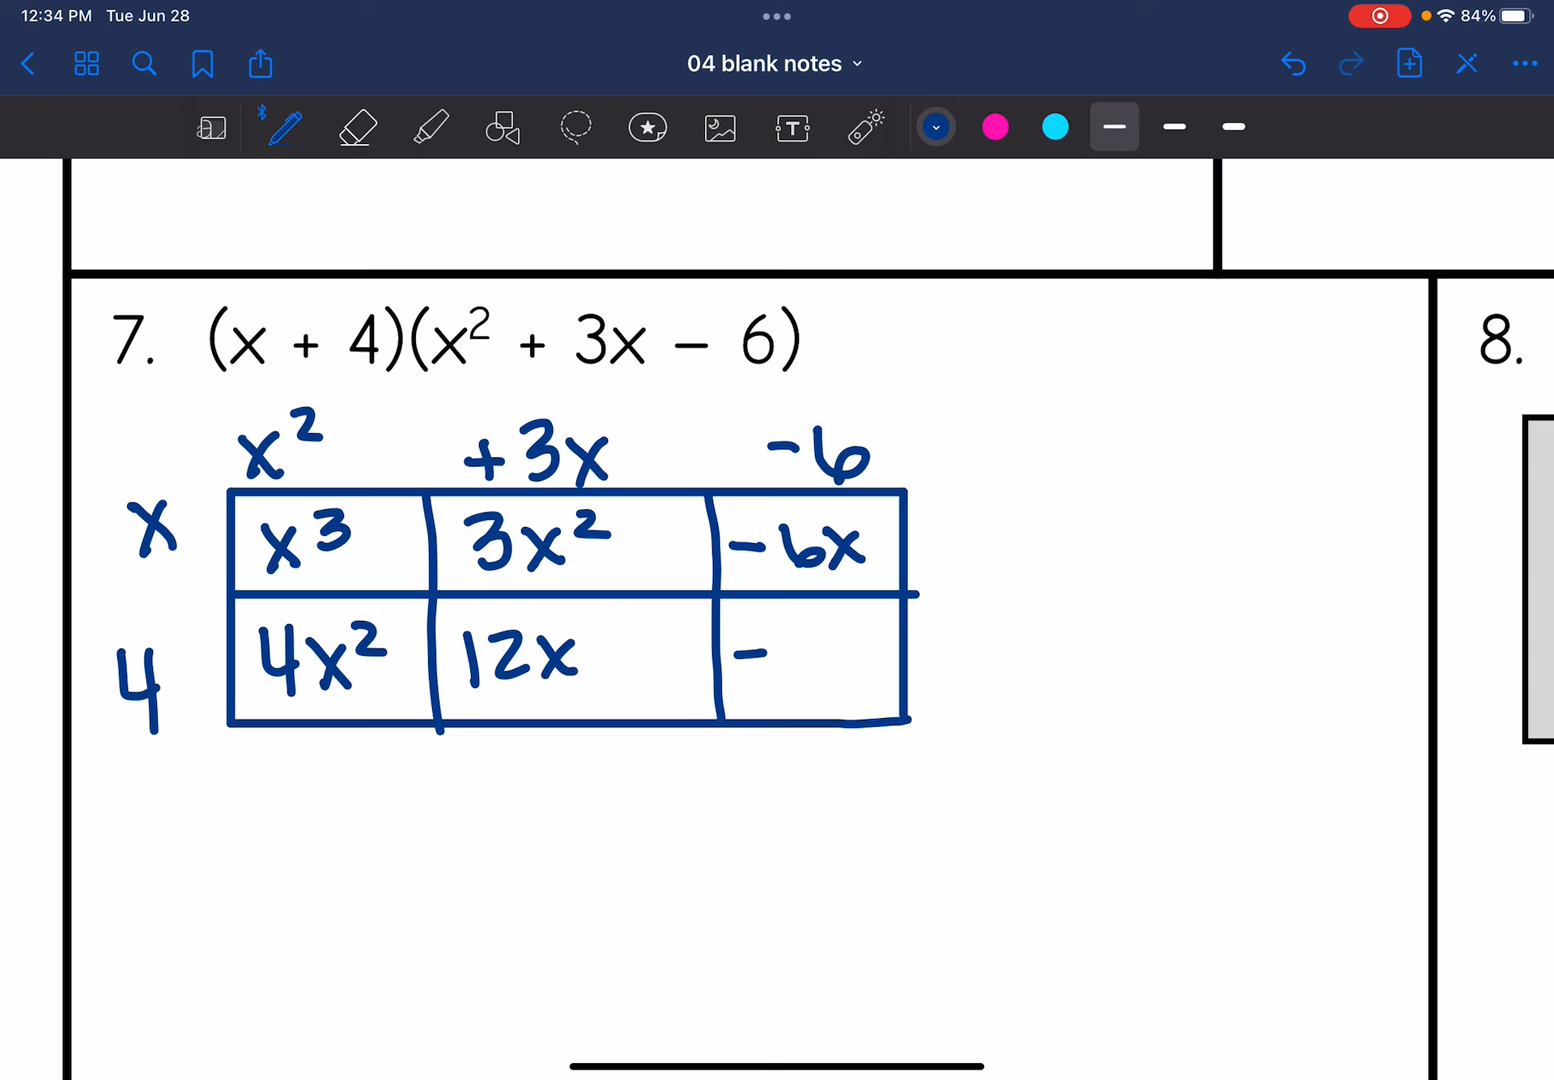 12:34 PM Tue Jun 28
84%
04 blank notes
T
7. (x + 4)(x² + 3x – 6)
8.
x² +3x -6
x x³ 3x² -6x
4 4x² 12x -